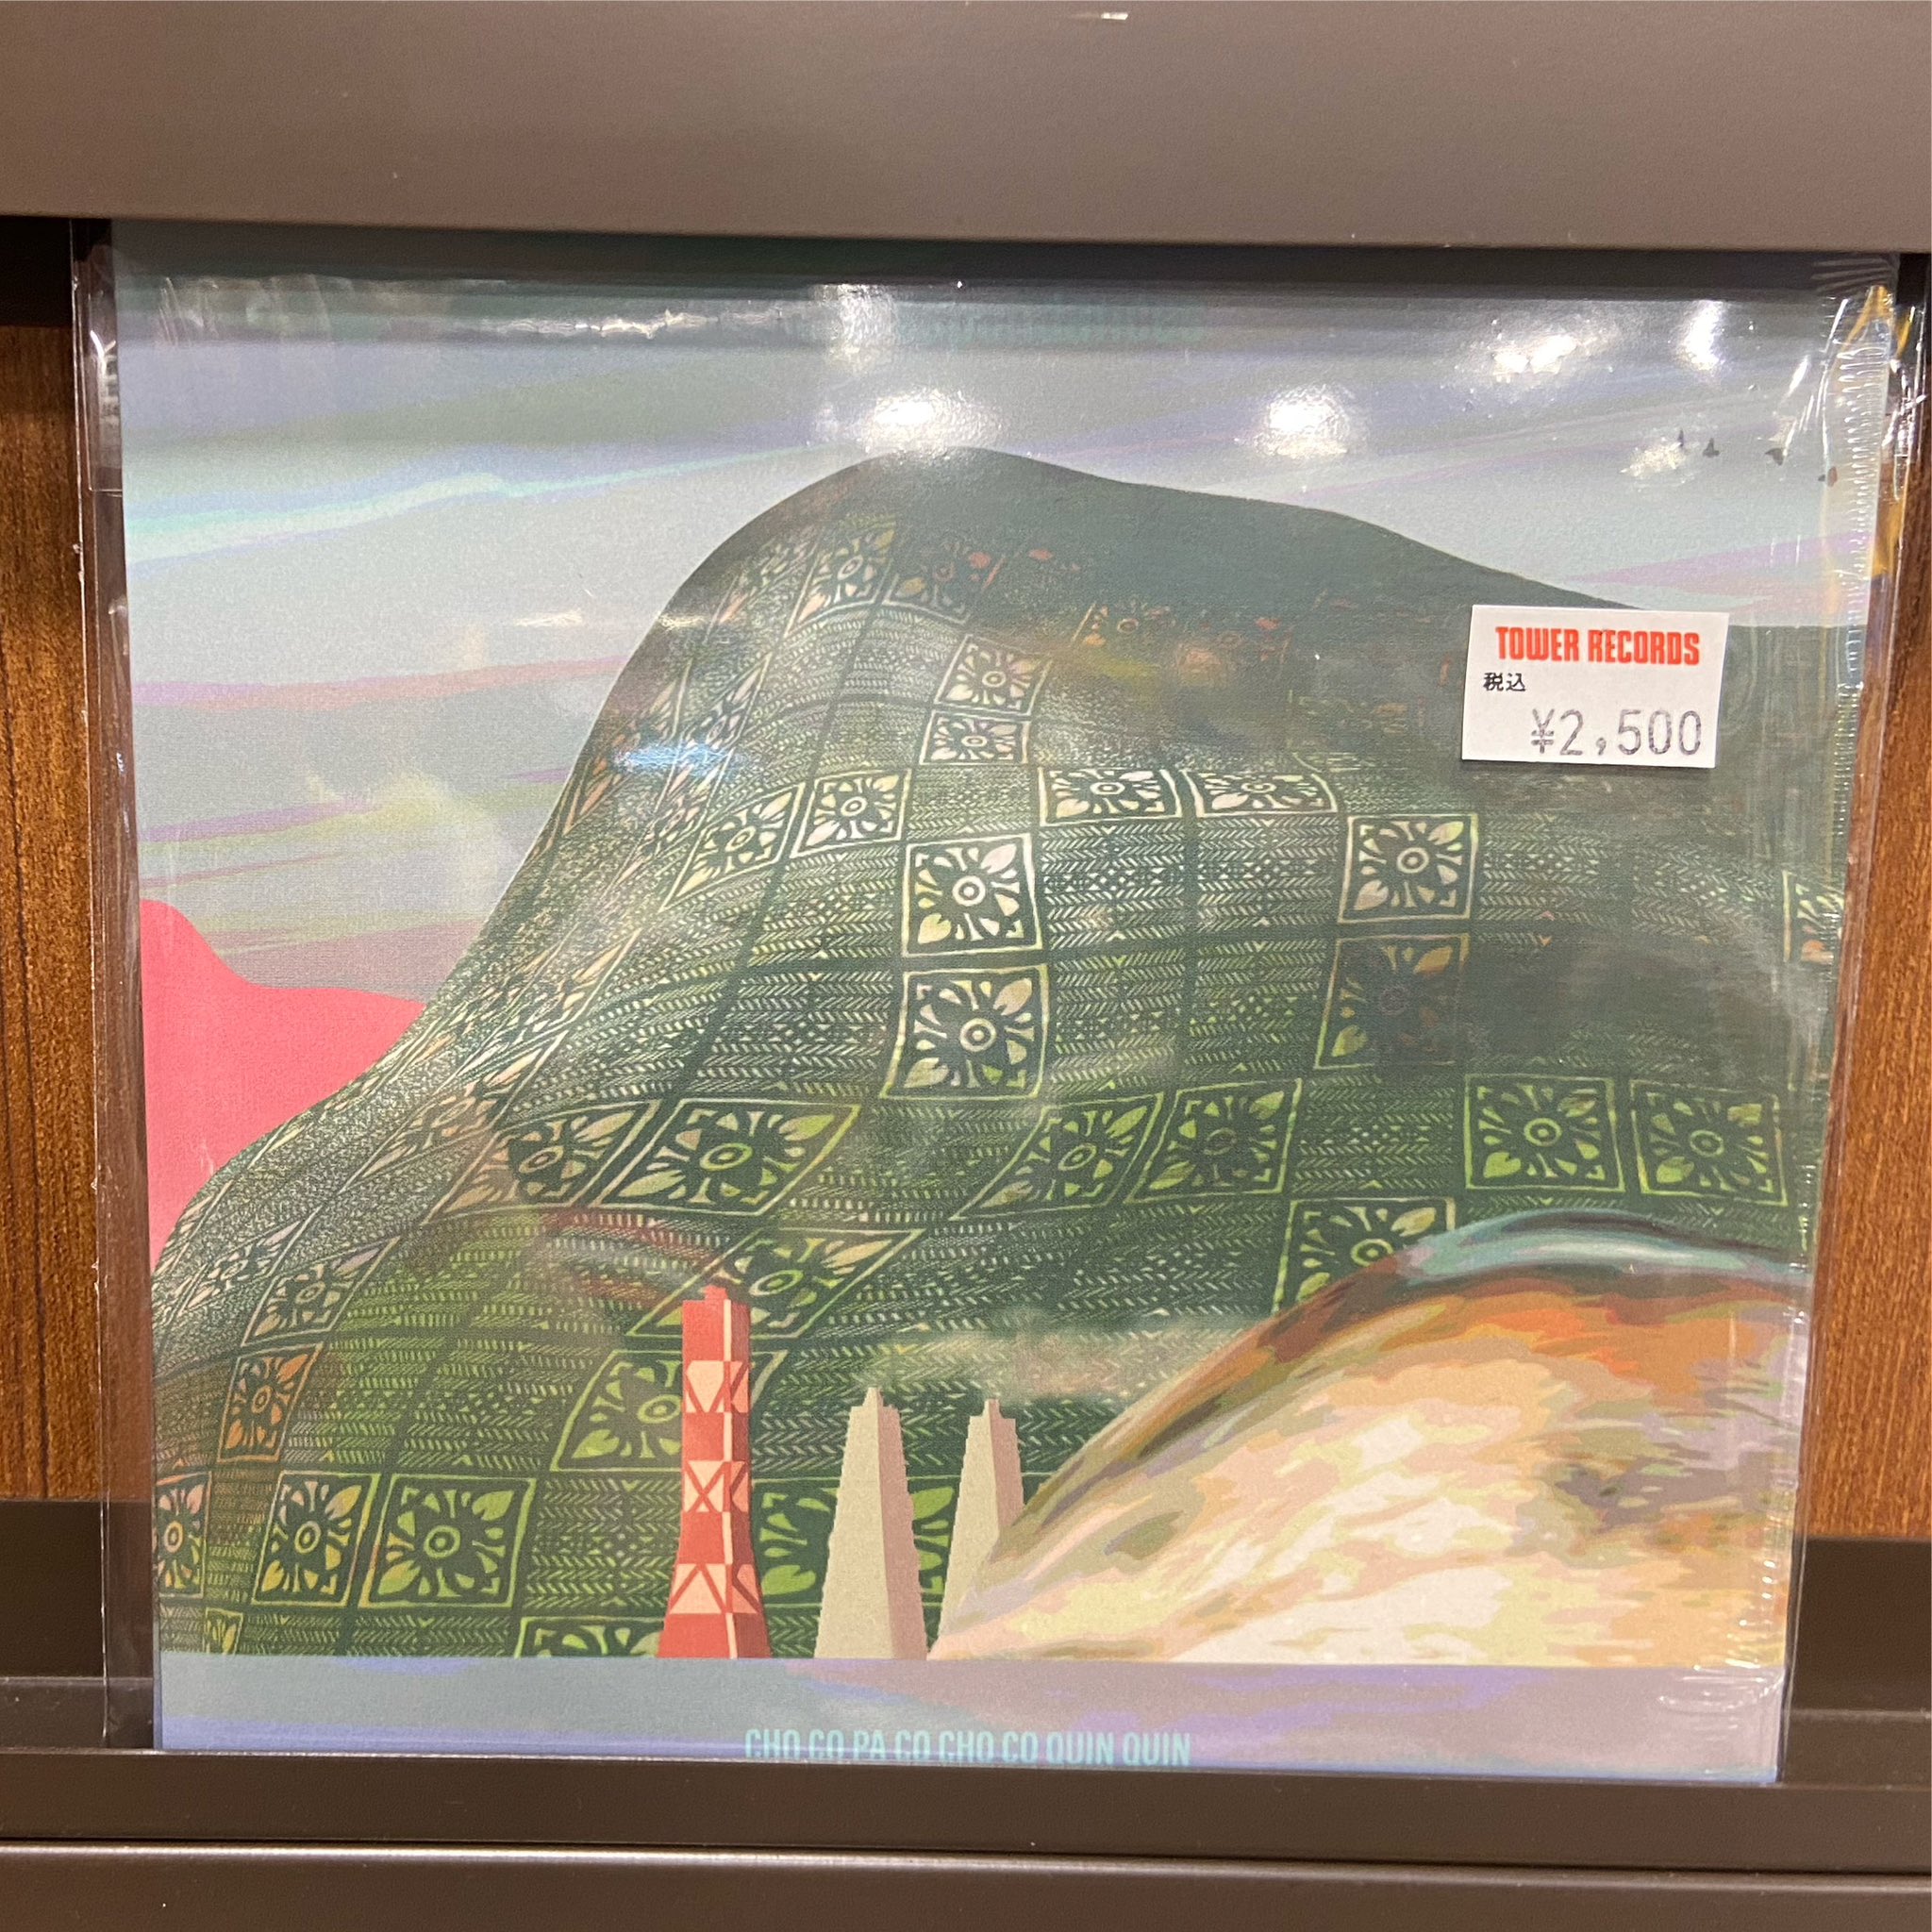 TOWER RECORDS
税込
¥2,500
CHO CO PA CO CHO CO QUIN QUIN